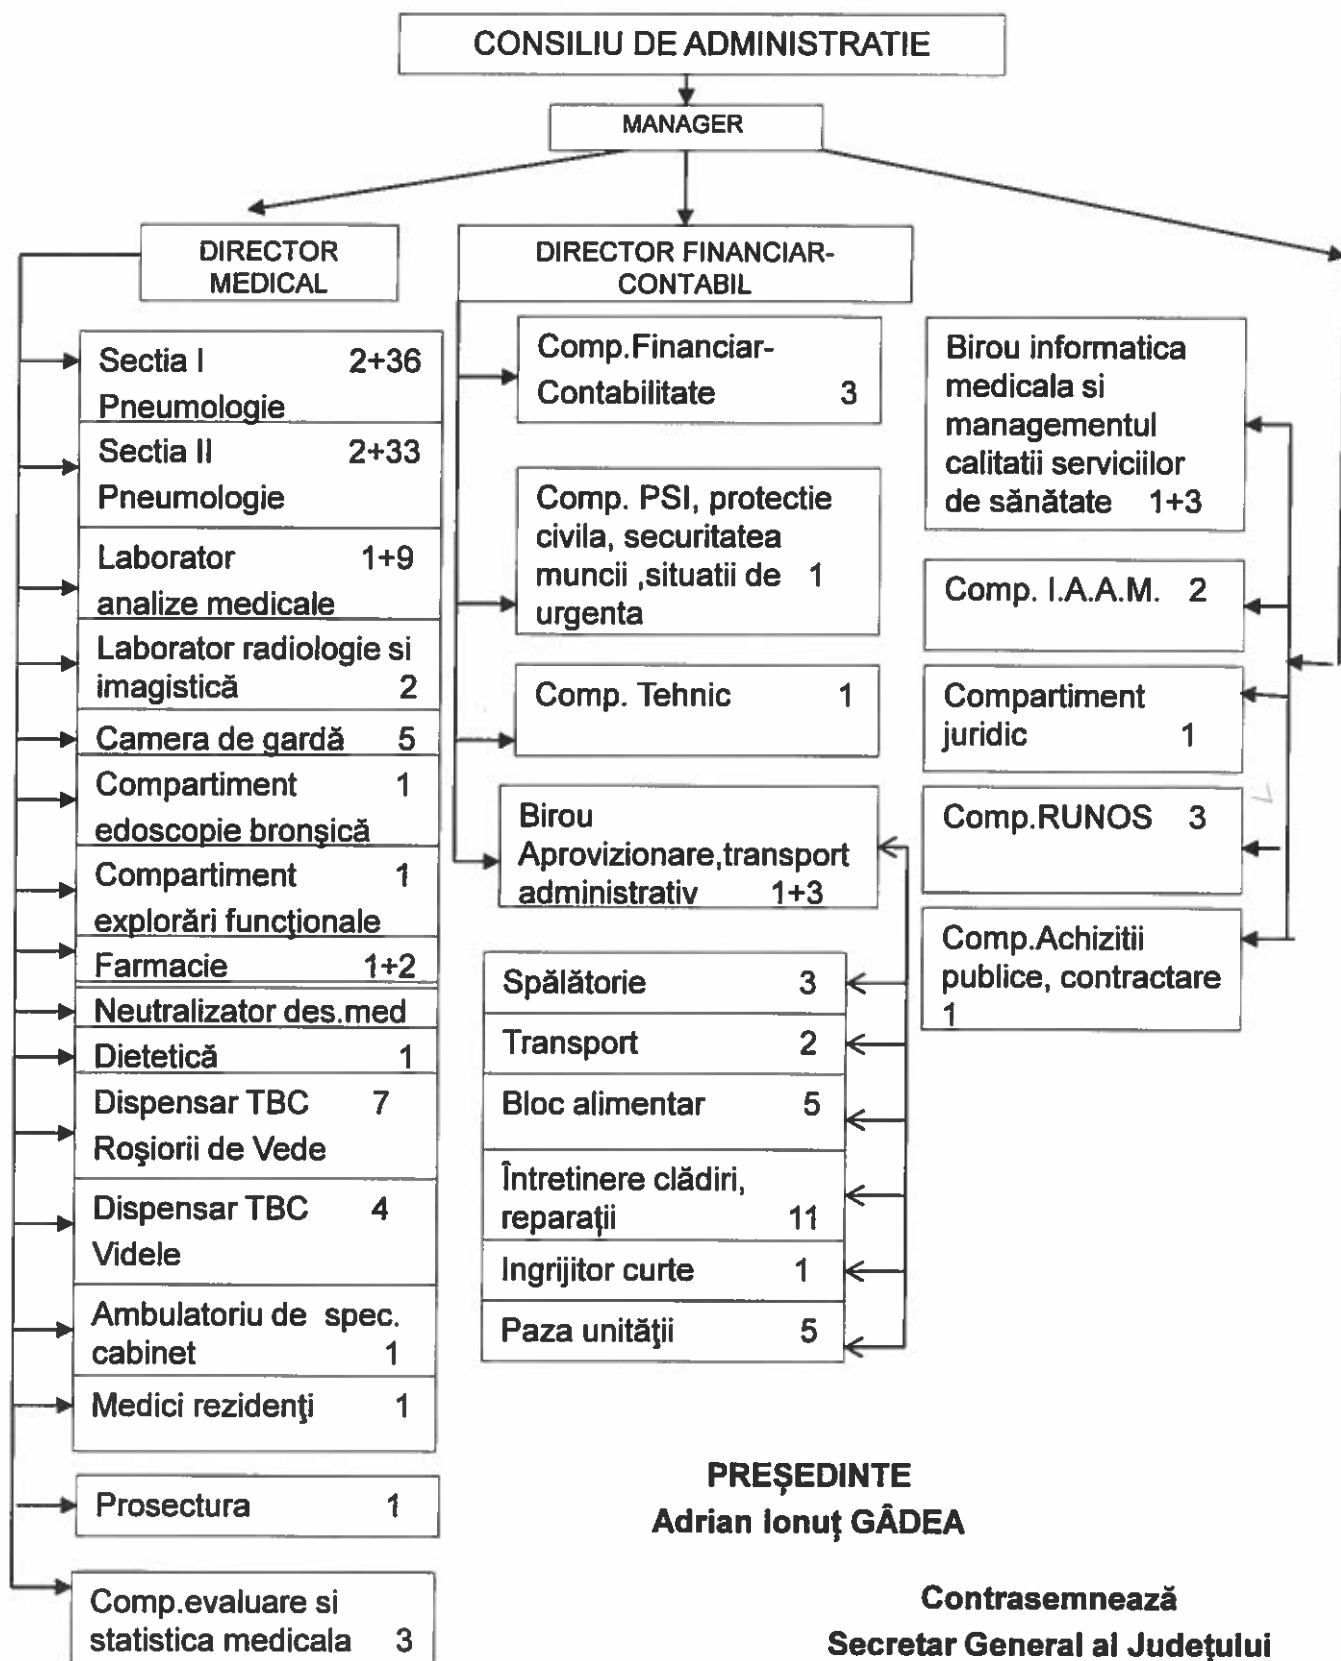 CONSILIU DE ADMINISTRATIE
MANAGER
DIRECTOR
MEDICAL
DIRECTOR FINANCIAR-
CONTABIL
Sectia I 2+36
Pneumologie
Sectia II 2+33
Pneumologie
Laborator 1+9
analize medicale
Laborator radiologie si
imagistică 2
Camera de gardă 5
Compartiment 1
edoscopie bronşică
Compartiment 1
explorări funcţionale
Farmacie 1+2
Neutralizator des.med
Dietetică 1
Dispensar TBC 7
Roşiorii de Vede
Dispensar TBC 4
Videle
Ambulatoriu de spec.
cabinet 1
Medici rezidenţi 1
Prosectura 1
Comp.evaluare si
statistica medicala 3
Comp.Financiar-
Contabilitate 3
Comp. PSI, protectie
civila, securitatea
muncii ,situatii de 1
urgenta
Comp. Tehnic 1
Birou
Aprovizionare,transport
administrativ 1+3
Spălătorie 3
Transport 2
Bloc alimentar 5
Întretinere clădiri,
reparaţii 11
Ingrijitor curte 1
Paza unităţii 5
Birou informatica
medicala si
managementul
calitatii serviciilor
de sănătate 1+3
Comp. I.A.A.M. 2
Compartiment
juridic 1
Comp.RUNOS 3
Comp.Achizitii
publice, contractare
1
PREŞEDINTE
Adrian Ionuţ GÂDEA
Contrasemnează
Secretar General al Judeţului